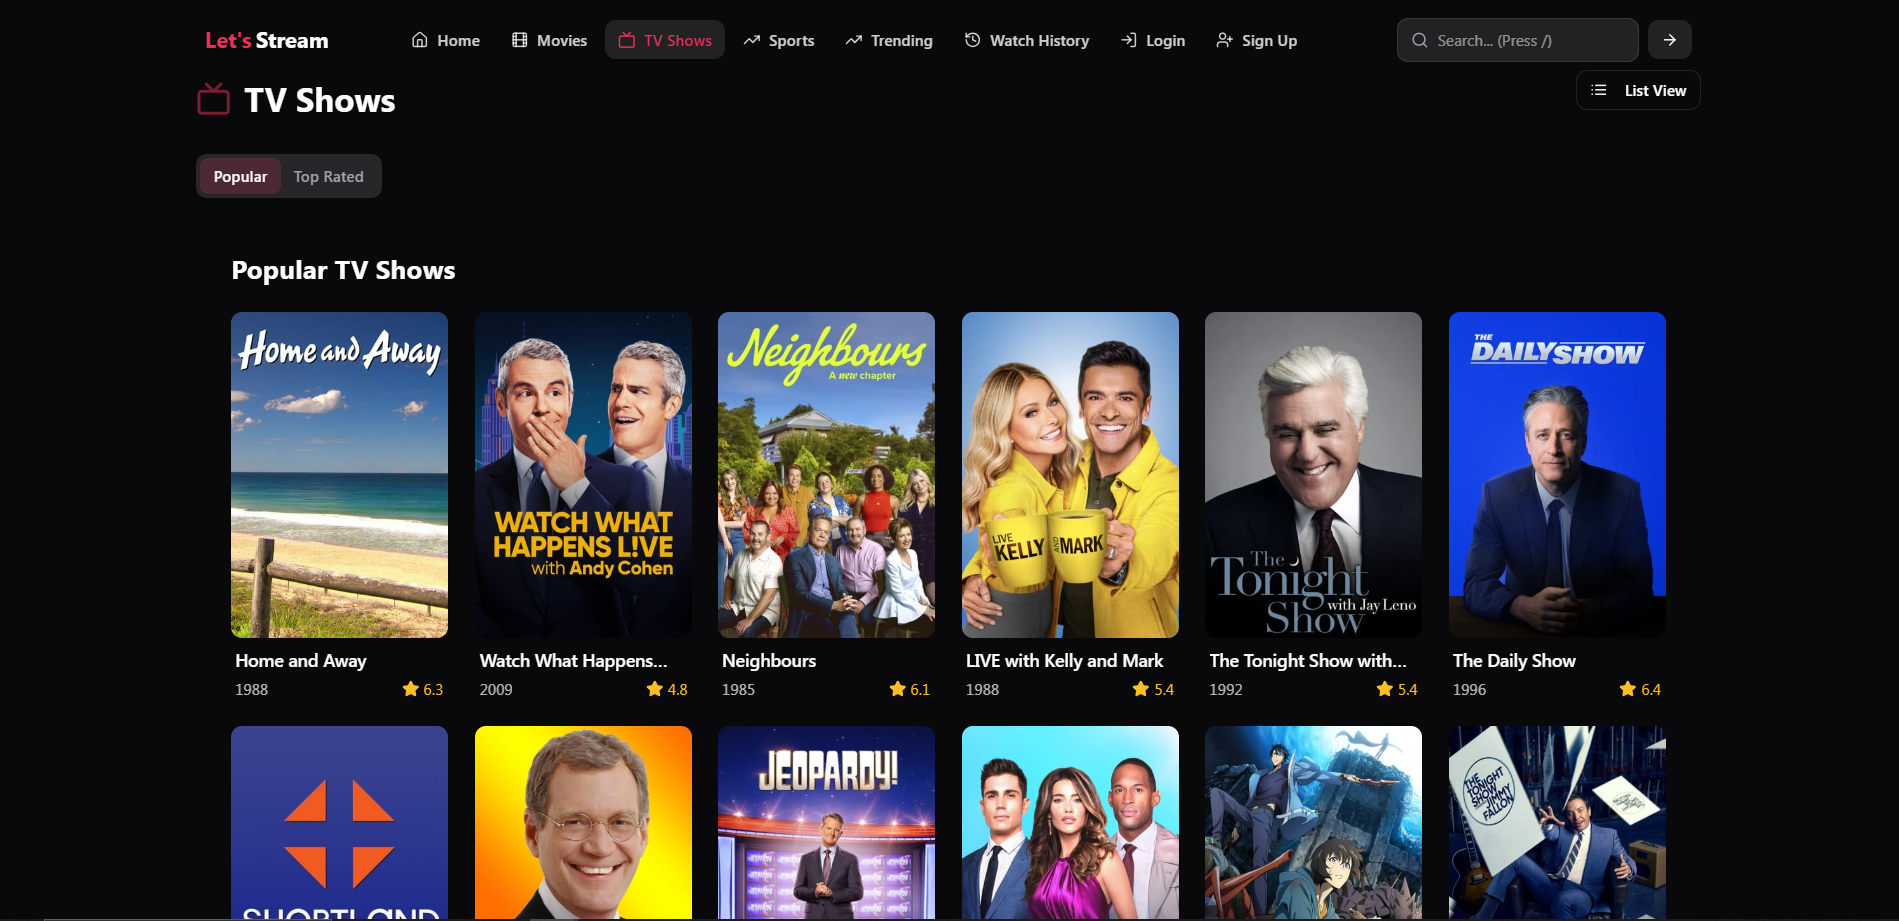 Let's Stream
Home
Movies
TV Shows
Sports
Trending
Watch History
Login
Sign Up
Search... (Press /)
TV Shows
List View
Popular
Top Rated
Popular TV Shows
Home and Away
WATCH WHAT
HAPPENS L!VE
with Andy Cohen
Neighbours
A new chapter
LIVE
KELLY
AND
MARK
The
Tonight
Show
with Jay Leno
THE
DAILY SHOW
Home and Away
1988
6.3
Watch What Happens...
2009
4.8
Neighbours
1985
6.1
LIVE with Kelly and Mark
1988
5.4
The Tonight Show with...
1992
5.4
The Daily Show
1996
6.4
SHORTLAND
JEOPARDY!
THE
TONIGHT
SHOW
JIMMY
FALLON